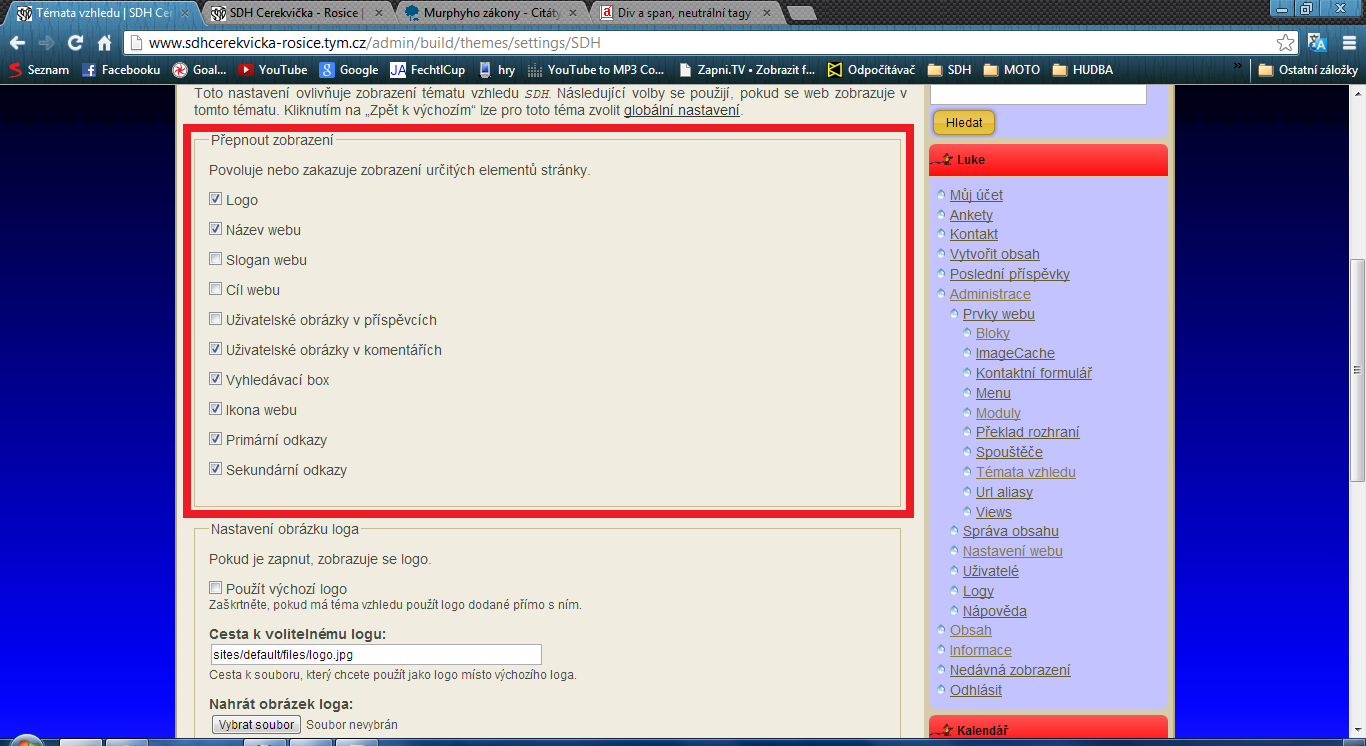 Témata vzhledu | SDH Cer
SDH Cerekvička - Rosice |
Murphyho zákony - Citáty
Div a span, neutrální tagy
www.sdhcerekvicka-rosice.tym.cz/admin/build/themes/settings/SDH
Seznam
Facebooku
Goal...
YouTube
Google
JA FechtlCup
hry
YouTube to MP3 Co...
Zapni.TV • Zobrazit f...
Odpočítávač
SDH
MOTO
HUDBA
»
Ostatní záložky
Toto nastavení ovlivňuje zobrazení tématu vzhledu SDH. Následující volby se použijí, pokud se web zobrazuje v
tomto tématu. Kliknutím na „Zpět k výchozím“ lze pro toto téma zvolit globální nastavení.
Přepnout zobrazení
Povoluje nebo zakazuje zobrazení určitých elementů stránky.
Logo
Název webu
Slogan webu
Cíl webu
Uživatelské obrázky v příspěvcích
Uživatelské obrázky v komentářích
Vyhledávací box
Ikona webu
Primární odkazy
Sekundární odkazy
Nastavení obrázku loga
Pokud je zapnut, zobrazuje se logo.
Použít výchozí logo
Zaškrtněte, pokud má téma vzhledu použít logo dodané přímo s ním.
Cesta k volitelnému logu:
sites/default/files/logo.jpg
Cesta k souboru, který chcete použít jako logo místo výchozího loga.
Nahrát obrázek loga:
Vybrat soubor Soubor nevybrán
Hledat
Luke
Můj účet
Ankety
Kontakt
Vytvořit obsah
Poslední příspěvky
Administrace
Prvky webu
Bloky
ImageCache
Kontaktní formulář
Menu
Moduly
Překlad rozhraní
Spouštěče
Témata vzhledu
Url aliasy
Views
Správa obsahu
Nastavení webu
Uživatelé
Logy
Nápověda
Obsah
Informace
Nedávná zobrazení
Odhlásit
Kalendář